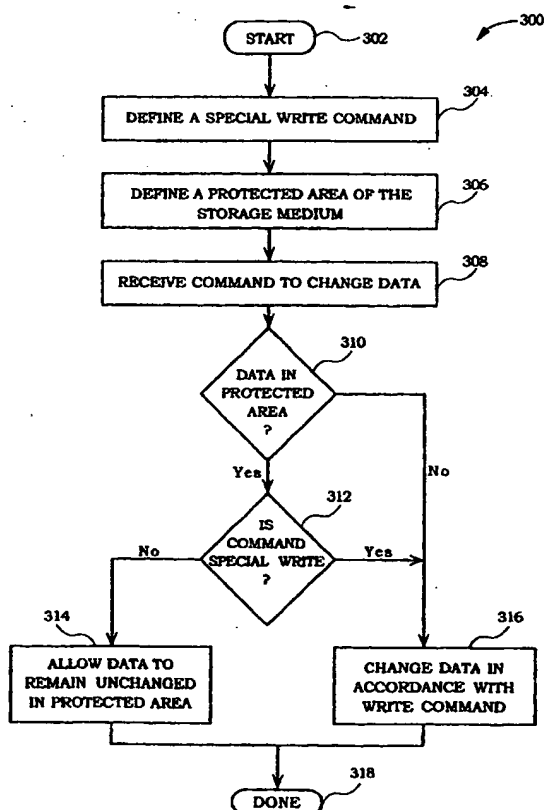 300
START
302
304
DEFINE A SPECIAL WRITE COMMAND
306
DEFINE A PROTECTED AREA OF THE
STORAGE MEDIUM
308
RECEIVE COMMAND TO CHANGE DATA
310
DATA IN
PROTECTED
AREA
?
No
Yes
312
IS
COMMAND
SPECIAL WRITE
?
No
Yes
314
ALLOW DATA TO
REMAIN UNCHANGED
IN PROTECTED AREA
316
CHANGE DATA IN
ACCORDANCE WITH
WRITE COMMAND
318
DONE